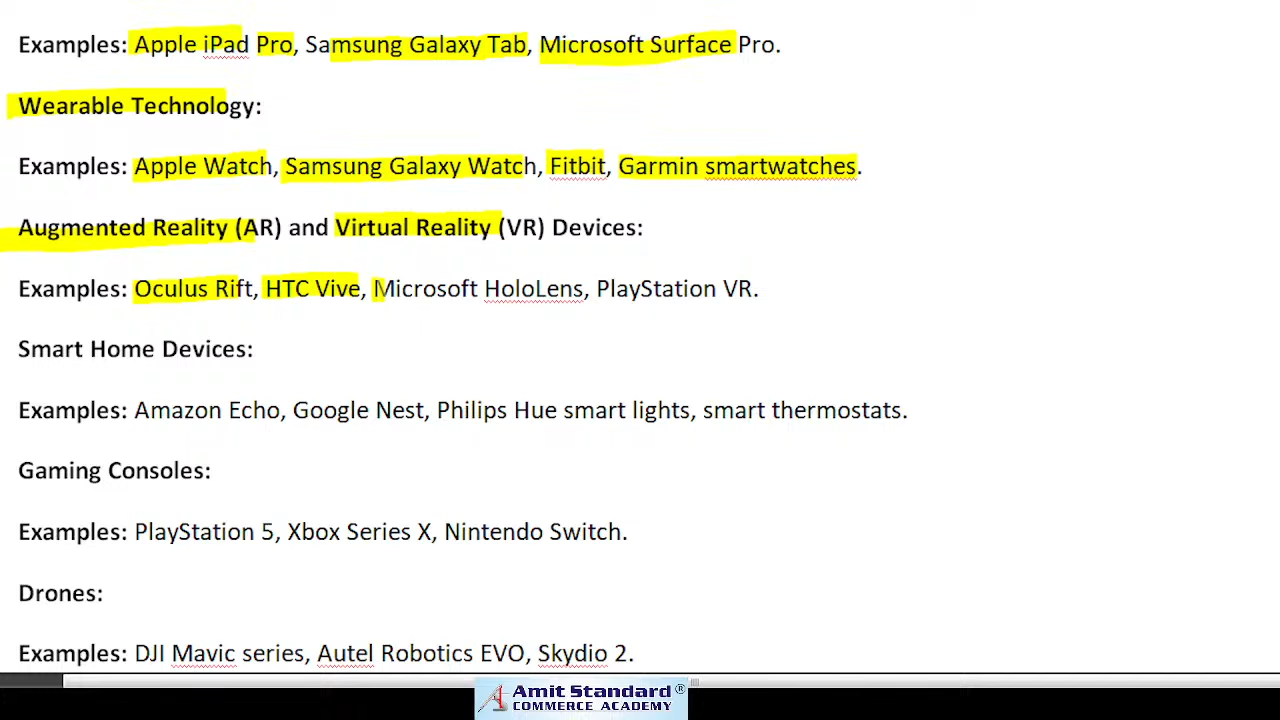 Examples: Apple iPad Pro, Samsung Galaxy Tab, Microsoft Surface Pro.
Wearable Technology:
Examples: Apple Watch, Samsung Galaxy Watch, Fitbit, Garmin smartwatches.
Augmented Reality (AR) and Virtual Reality (VR) Devices:
Examples: Oculus Rift, HTC Vive, Microsoft HoloLens, PlayStation VR.
Smart Home Devices:
Examples: Amazon Echo, Google Nest, Philips Hue smart lights, smart thermostats.
Gaming Consoles:
Examples: PlayStation 5, Xbox Series X, Nintendo Switch.
Drones:
Examples: DJI Mavic series, Autel Robotics EVO, Skydio 2.
Amit Standard®
COMMERCE ACADEMY